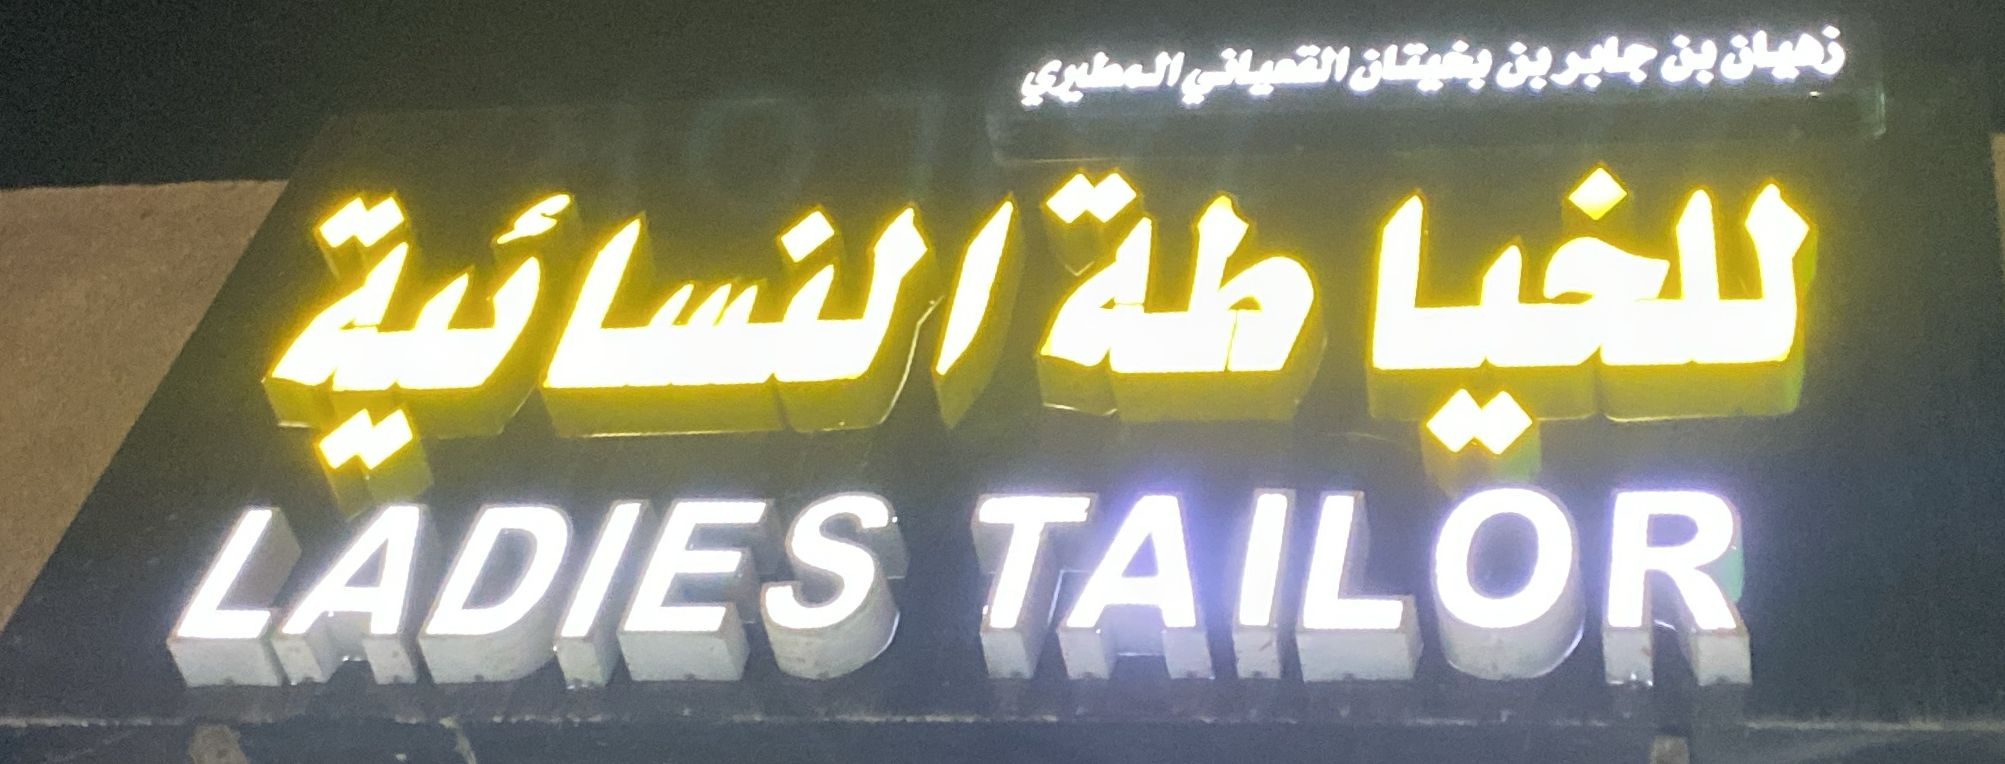 زهيان بن جابر بن بخيتان القعياني المطيري
للخياطة النسائية
LADIES TAILOR